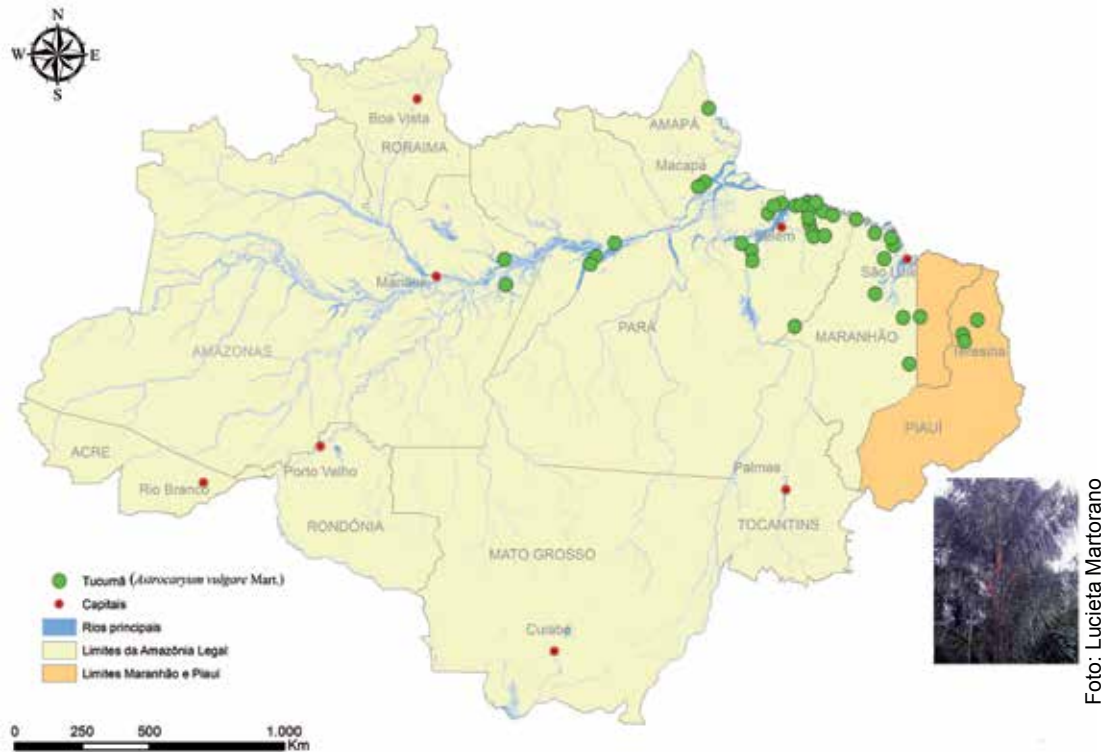 N
W E
S
Boa Vista
RORAIMA
AMAPÁ
Macapá
Belém
São Luís
Manaus
AMAZONAS
PARÁ
MARANHÃO
Teresina
PIAUÍ
ACRE
Rio Branco
Porto Velho
RONDÔNIA
Palmas
TOCANTINS
MATO GROSSO
Cuiabá
Tucumã (Astrocaryum vulgare Mart.)
Capitais
Rios principais
Limites da Amazônia Legal
Limites Maranhão e Piauí
0 250 500 1.000
Km
Foto: Lucieta Martorano